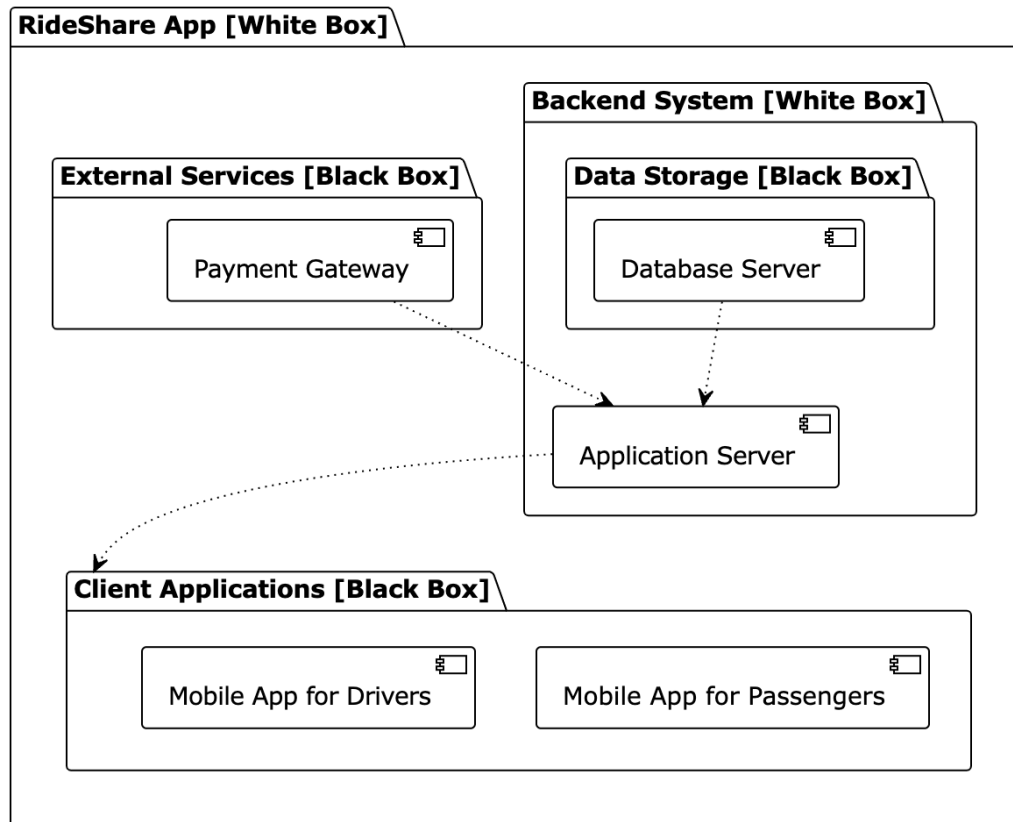 RideShare App [White Box]
Backend System [White Box]
External Services [Black Box]
Data Storage [Black Box]
Payment Gateway
Database Server
Application Server
Client Applications [Black Box]
Mobile App for Drivers
Mobile App for Passengers